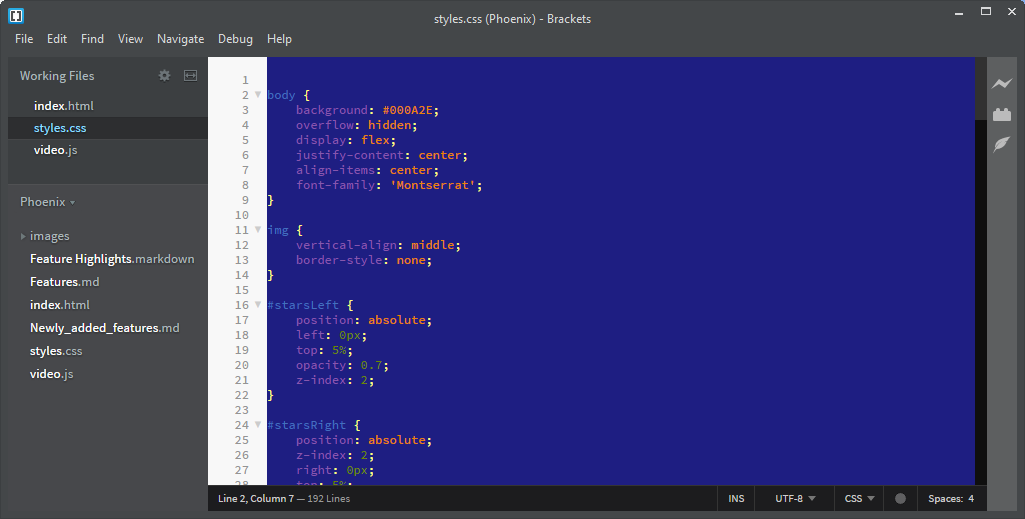 styles.css (Phoenix) - Brackets
File Edit Find View Navigate Debug Help
Working Files
index.html
styles.css
video.js
Phoenix
images
Feature Highlights.markdown
Features.md
index.html
Newly_added_features.md
styles.css
video.js
1
2 body {
3     background: #000A2E;
4     overflow: hidden;
5     display: flex;
6     justify-content: center;
7     align-items: center;
8     font-family: 'Montserrat';
9 }
10
11 img {
12     vertical-align: middle;
13     border-style: none;
14 }
15
16 #starsLeft {
17     position: absolute;
18     left: 0px;
19     top: 5%;
20     opacity: 0.7;
21     z-index: 2;
22 }
23
24 #starsRight {
25     position: absolute;
26     z-index: 2;
27     right: 0px;
28     top: 5%;
Line 2, Column 7 — 192 Lines INS UTF-8 CSS Spaces: 4